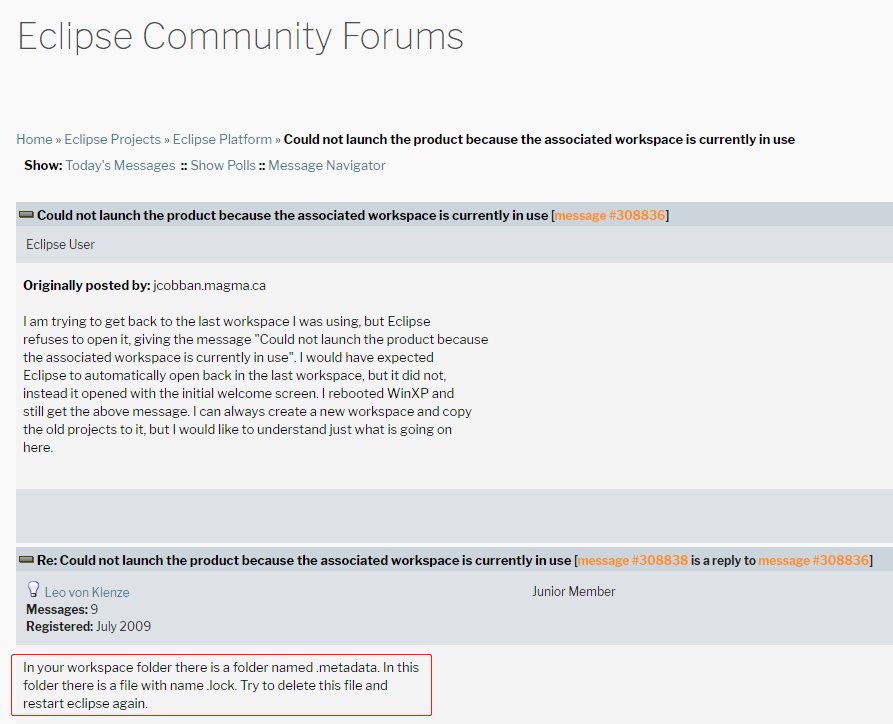 Eclipse Community Forums
Home » Eclipse Projects » Eclipse Platform » Could not launch the product because the associated workspace is currently in use
Show: Today's Messages :: Show Polls :: Message Navigator
Could not launch the product because the associated workspace is currently in use [message #308836]
Eclipse User
Originally posted by: jcobban.magma.ca
I am trying to get back to the last workspace I was using, but Eclipse
refuses to open it, giving the message "Could not launch the product because
the associated workspace is currently in use". I would have expected
Eclipse to automatically open back in the last workspace, but it did not,
instead it opened with the initial welcome screen. I rebooted WinXP and
still get the above message. I can always create a new workspace and copy
the old projects to it, but I would like to understand just what is going on
here.
Re: Could not launch the product because the associated workspace is currently in use [message #308838 is a reply to message #308836]
Leo von Klenze Junior Member
Messages: 9
Registered: July 2009
In your workspace folder there is a folder named .metadata. In this
folder there is a file with name .lock. Try to delete this file and
restart eclipse again.